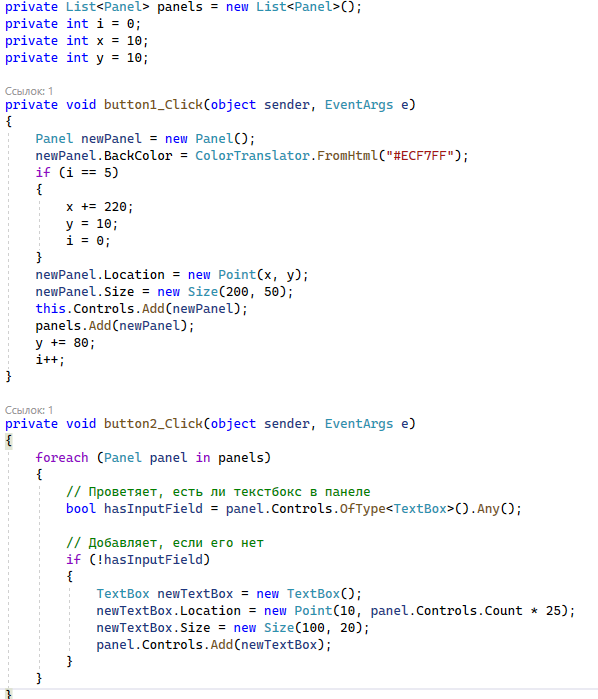 private List<Panel> panels = new List<Panel>();
private int i = 0;
private int x = 10;
private int y = 10;
Ссылок: 1
private void button1_Click(object sender, EventArgs e)
{
Panel newPanel = new Panel();
newPanel.BackColor = ColorTranslator.FromHtml("#ECF7FF");
if (i == 5)
{
x += 220;
y = 10;
i = 0;
}
newPanel.Location = new Point(x, y);
newPanel.Size = new Size(200, 50);
this.Controls.Add(newPanel);
panels.Add(newPanel);
y += 80;
i++;
}
Ссылок: 1
private void button2_Click(object sender, EventArgs e)
{
foreach (Panel panel in panels)
{
// Проветяет, есть ли текстбокс в панеле
bool hasInputField = panel.Controls.OfType<TextBox>().Any();
// Добавляет, если его нет
if (!hasInputField)
{
TextBox newTextBox = new TextBox();
newTextBox.Location = new Point(10, panel.Controls.Count * 25);
newTextBox.Size = new Size(100, 20);
panel.Controls.Add(newTextBox);
}
}
}